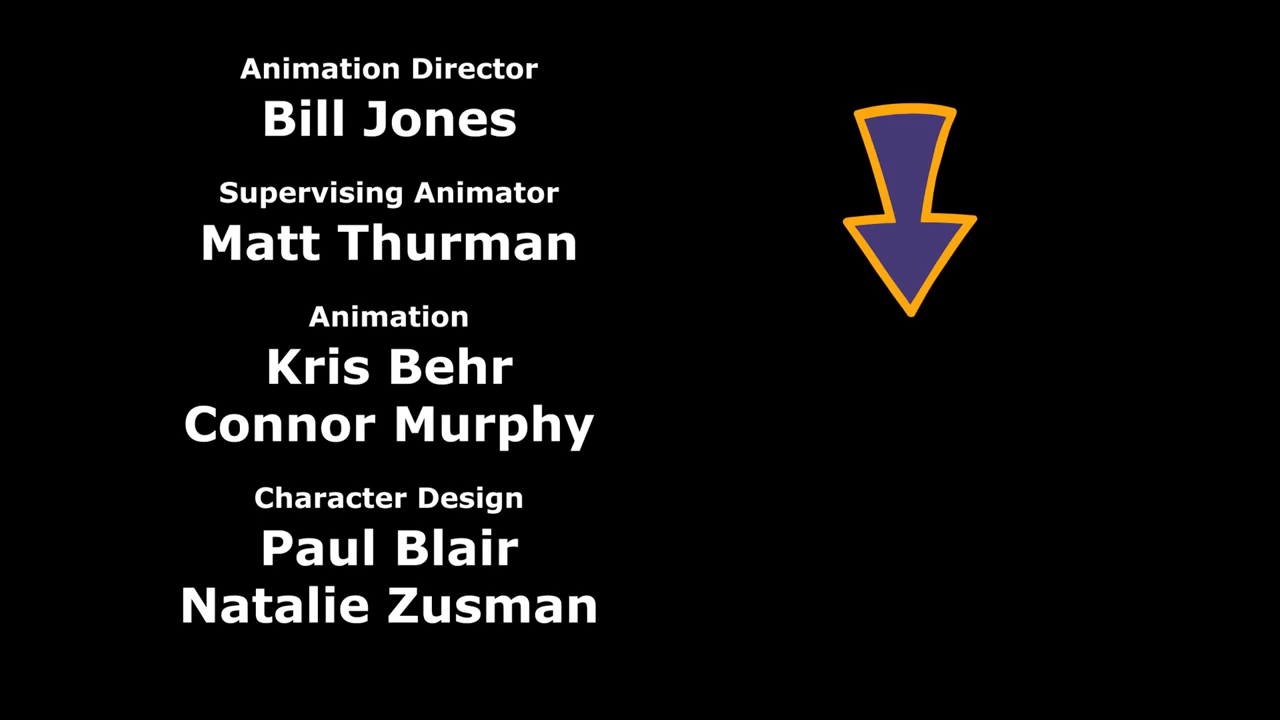 Animation Director
Bill Jones
Supervising Animator
Matt Thurman
Animation
Kris Behr
Connor Murphy
Character Design
Paul Blair
Natalie Zusman